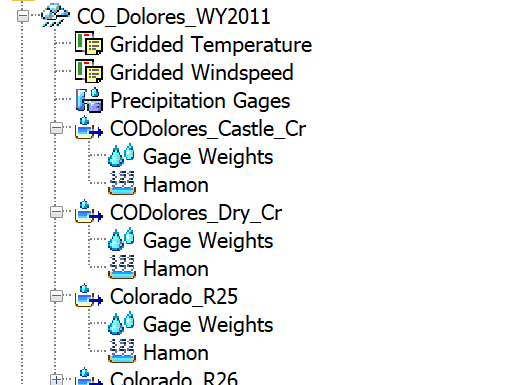 CO_Dolores_WY2011
Gridded Temperature
Gridded Windspeed
Precipitation Gages
CODolores_Castle_Cr
Gage Weights
Hamon
CODolores_Dry_Cr
Gage Weights
Hamon
Colorado_R25
Gage Weights
Hamon
Colorado_R26